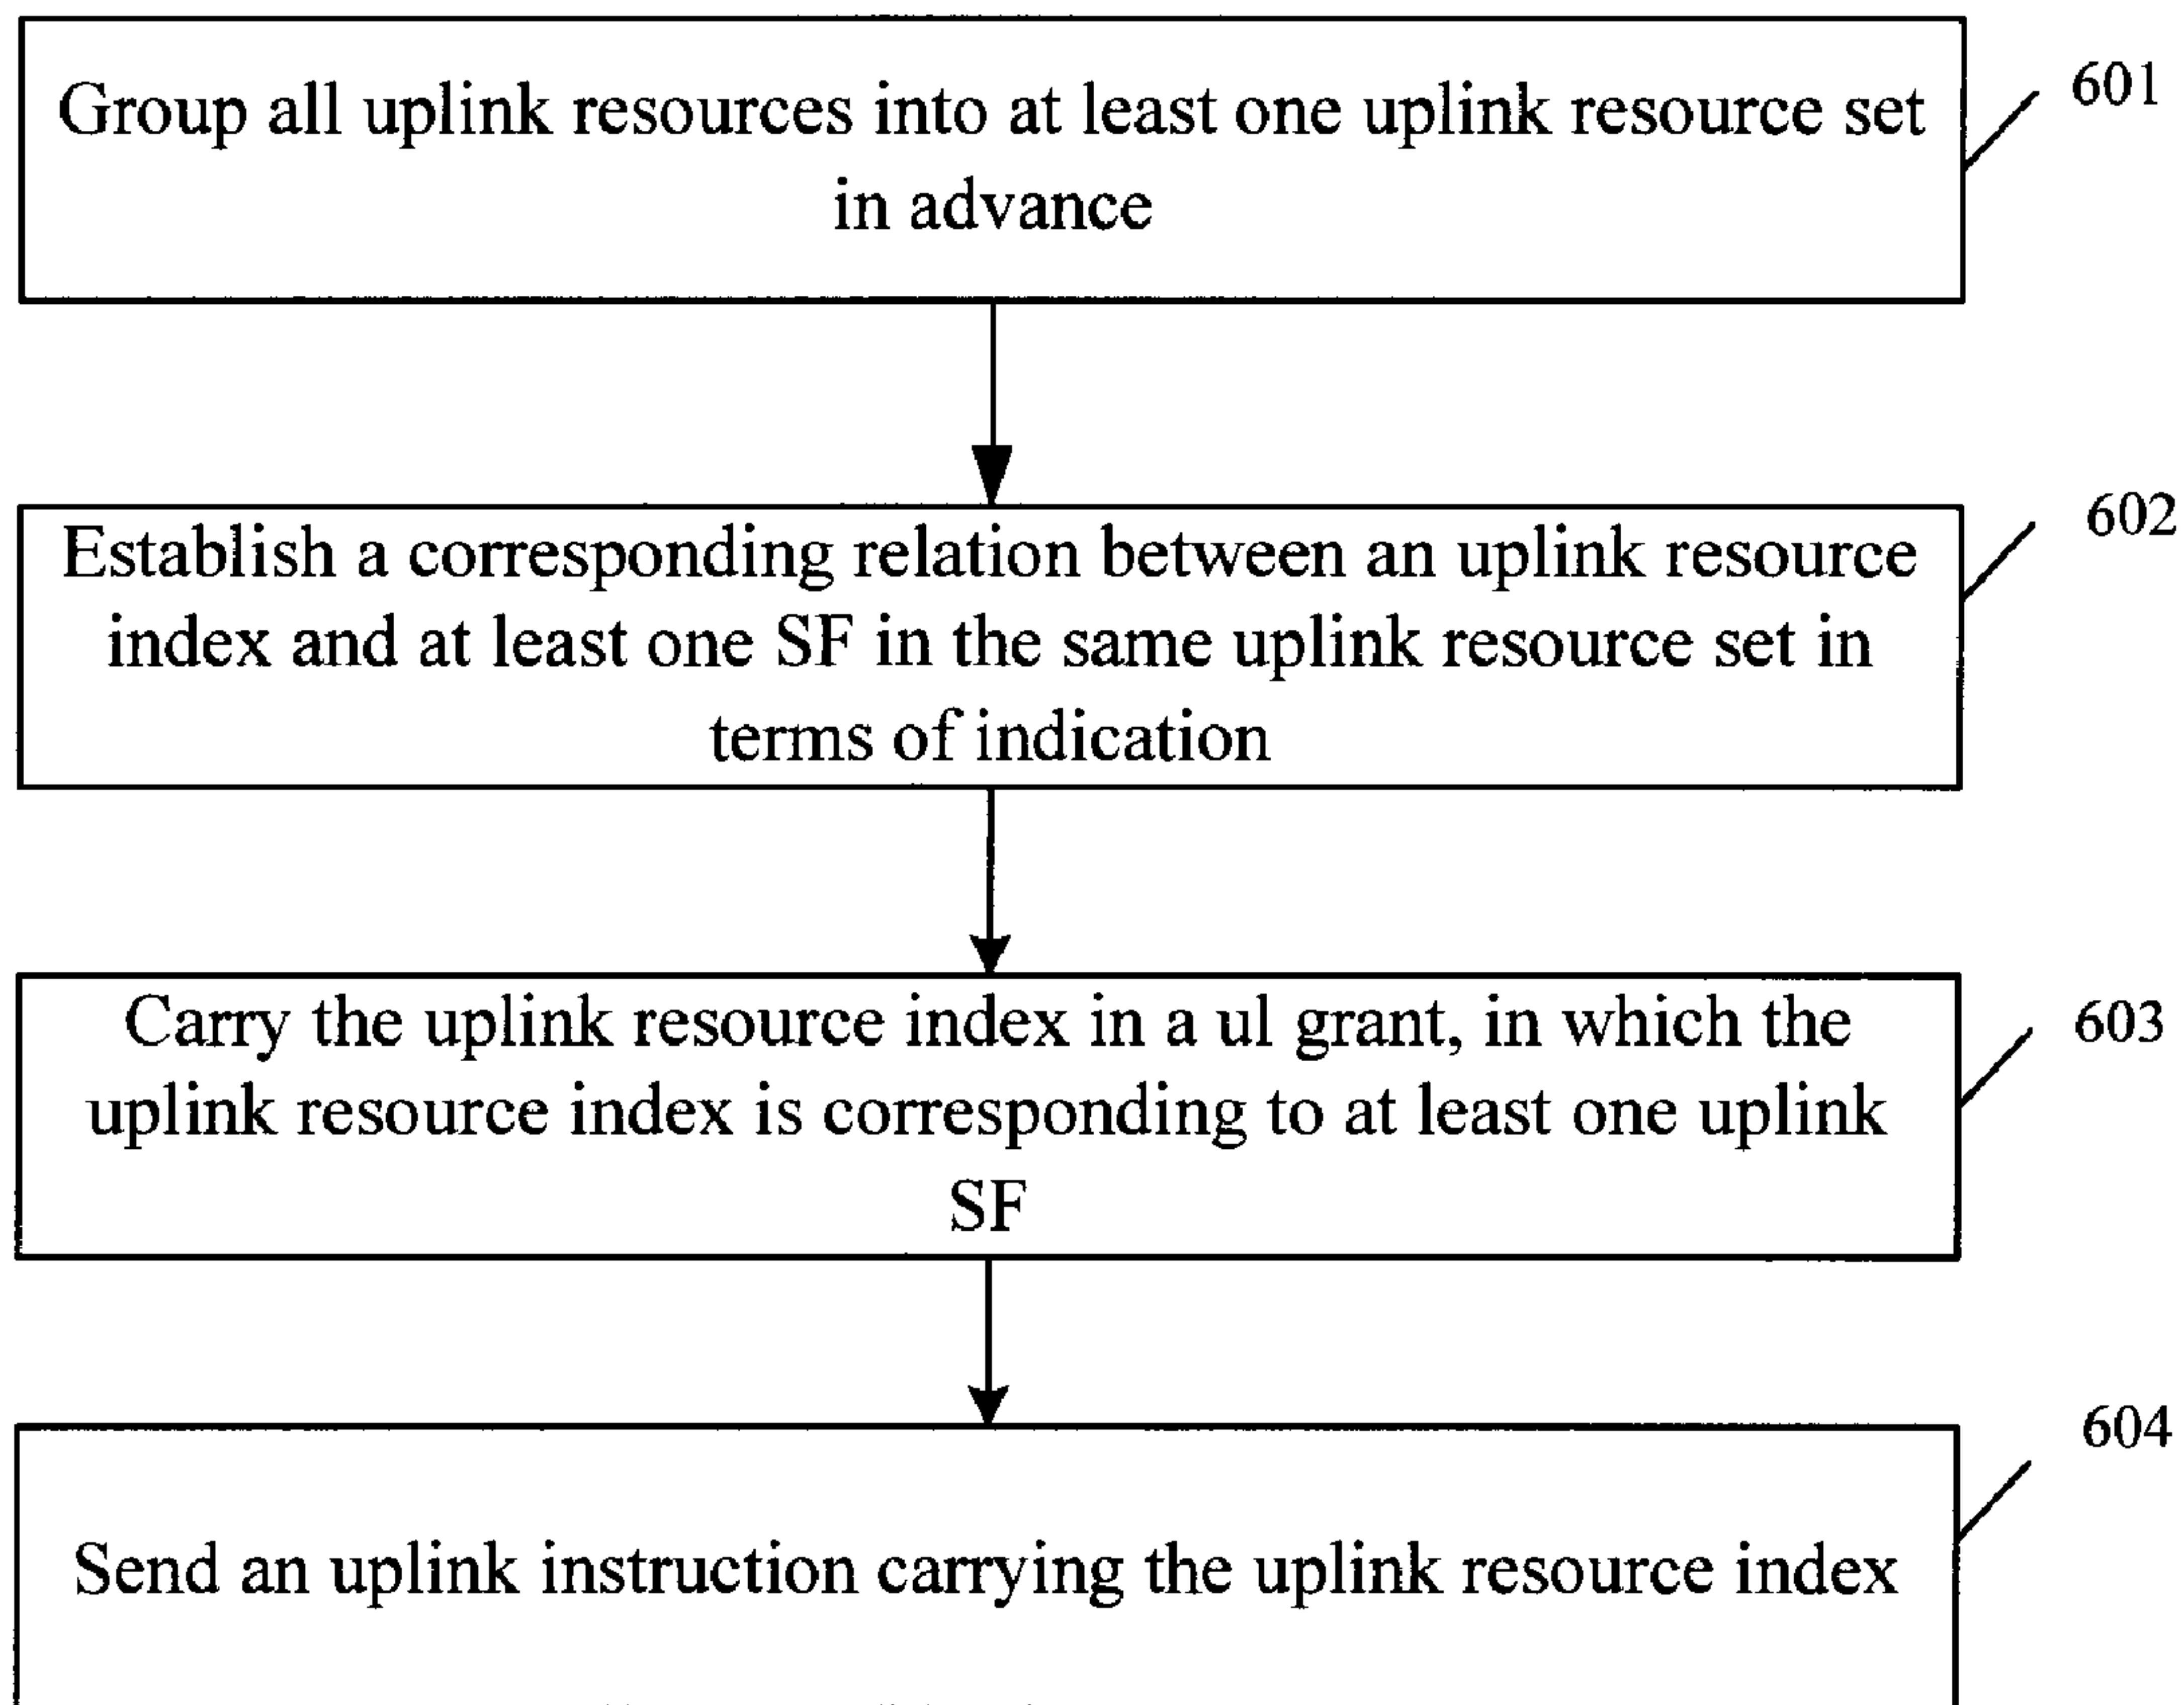 Group all uplink resources into at least one uplink resource set
in advance
601
Establish a corresponding relation between an uplink resource
index and at least one SF in the same uplink resource set in
terms of indication
602
Carry the uplink resource index in a ul grant, in which the
uplink resource index is corresponding to at least one uplink
SF
603
Send an uplink instruction carrying the uplink resource index
604